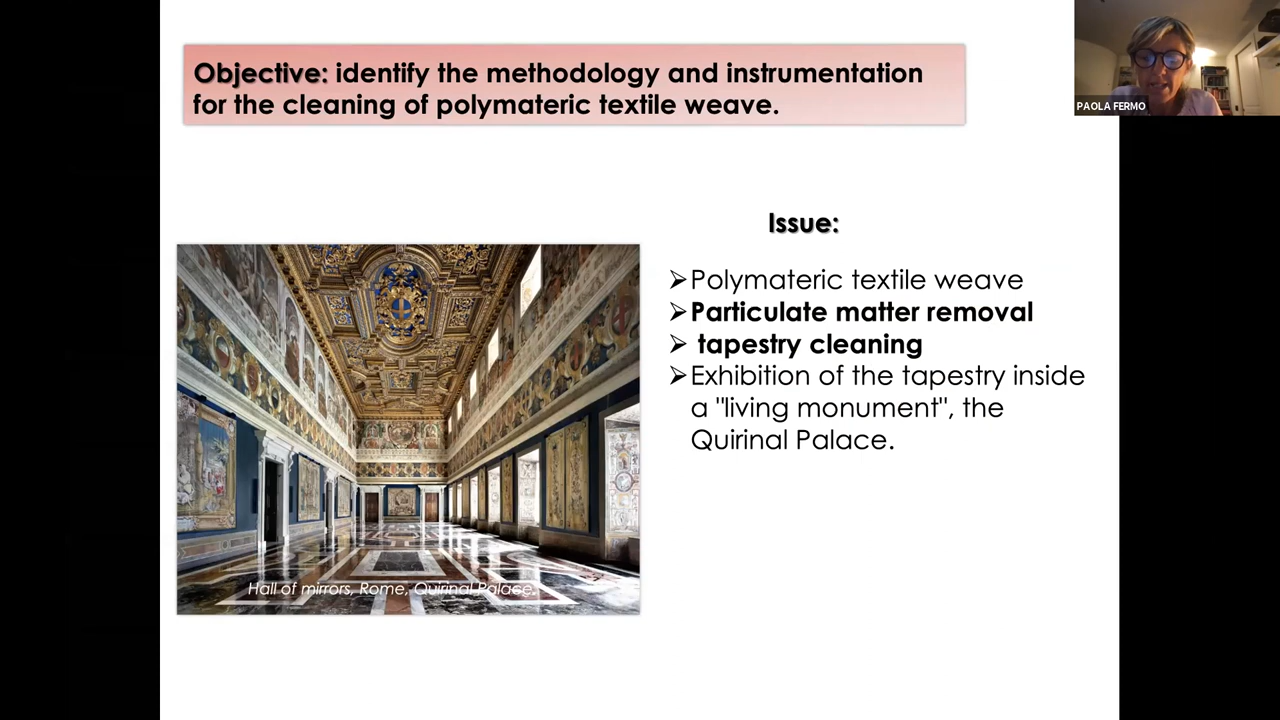 Objective: identify the methodology and instrumentation
for the cleaning of polymateric textile weave.
PAOLA FERMO
Issue:
➢Polymateric textile weave
➢Particulate matter removal
➢ tapestry cleaning
➢Exhibition of the tapestry inside
a "living monument", the
Quirinal Palace.
Hall of mirrors, Rome, Quirinal Palace.